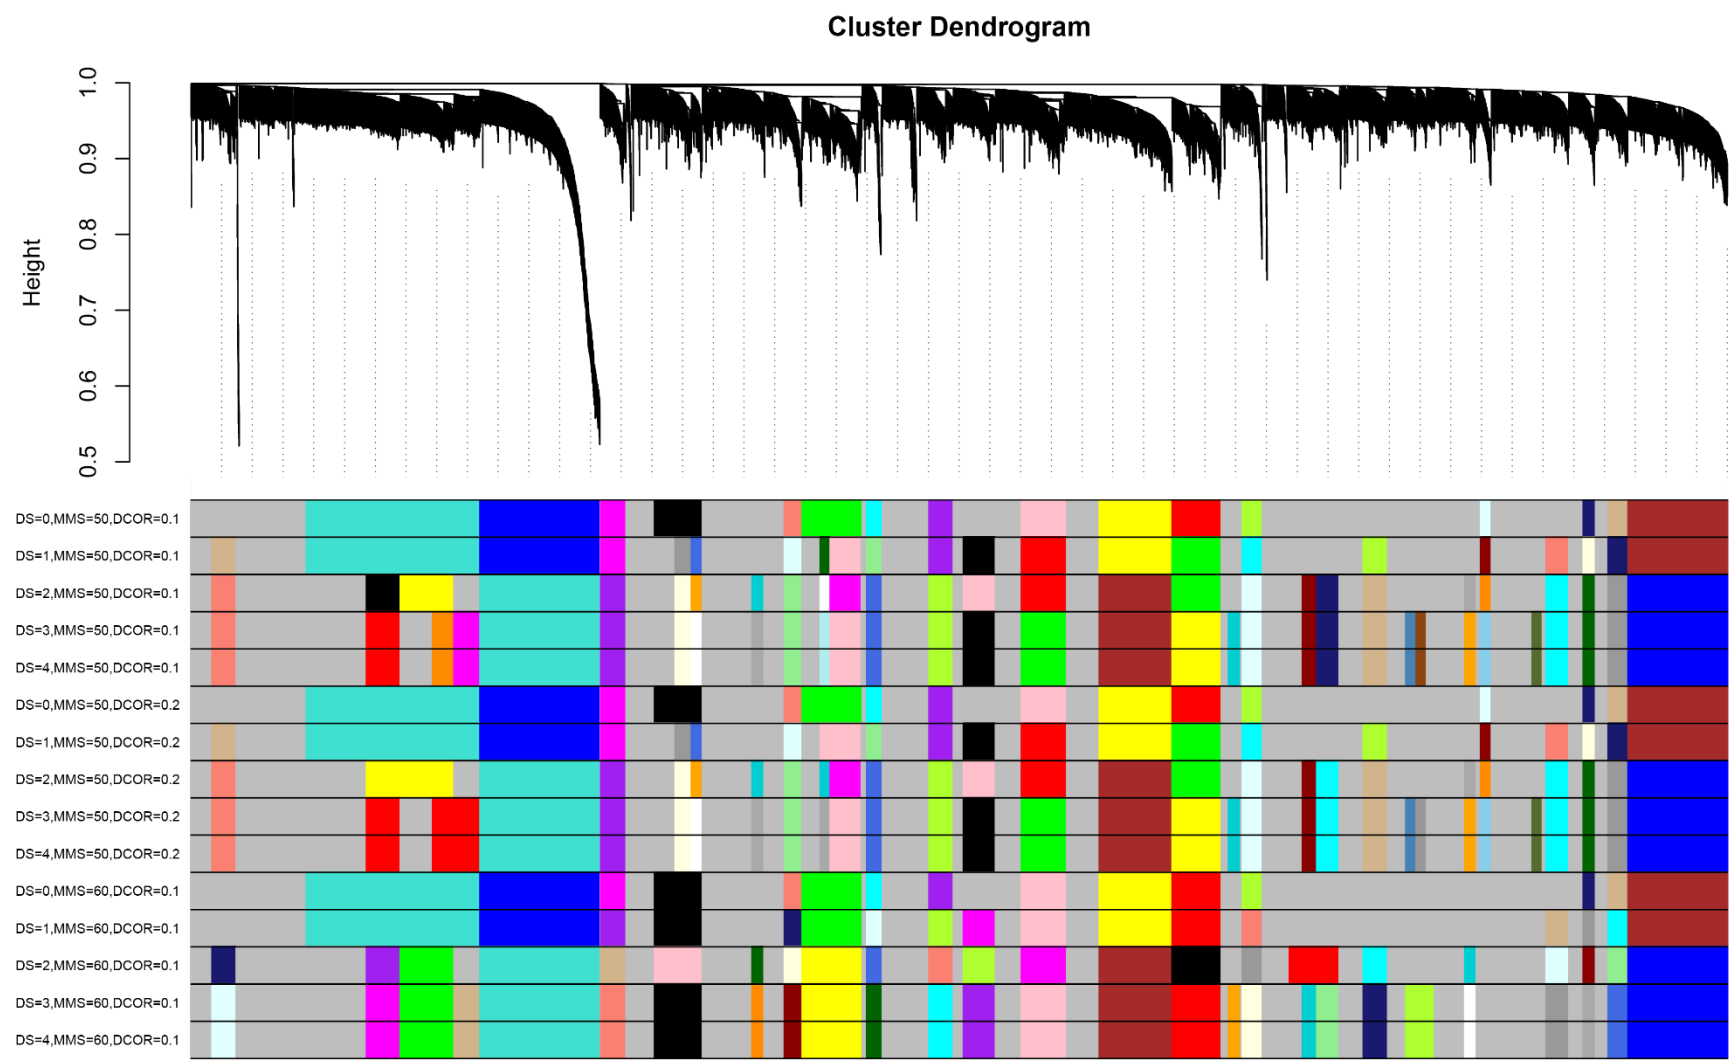 Cluster Dendrogram
Height
1.0
0.9
0.8
0.7
0.6
0.5
DS=0,MMS=50,DCOR=0.1
DS=1,MMS=50,DCOR=0.1
DS=2,MMS=50,DCOR=0.1
DS=3,MMS=50,DCOR=0.1
DS=4,MMS=50,DCOR=0.1
DS=0,MMS=50,DCOR=0.2
DS=1,MMS=50,DCOR=0.2
DS=2,MMS=50,DCOR=0.2
DS=3,MMS=50,DCOR=0.2
DS=4,MMS=50,DCOR=0.2
DS=0,MMS=60,DCOR=0.1
DS=1,MMS=60,DCOR=0.1
DS=2,MMS=60,DCOR=0.1
DS=3,MMS=60,DCOR=0.1
DS=4,MMS=60,DCOR=0.1